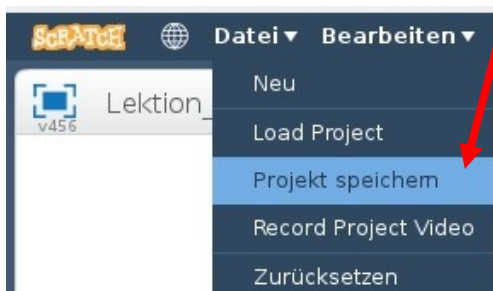 SCRATCH Datei Bearbeiten
Neu
Lektion_
v456
Load Project
Projekt speichern
Record Project Video
Zurücksetzen